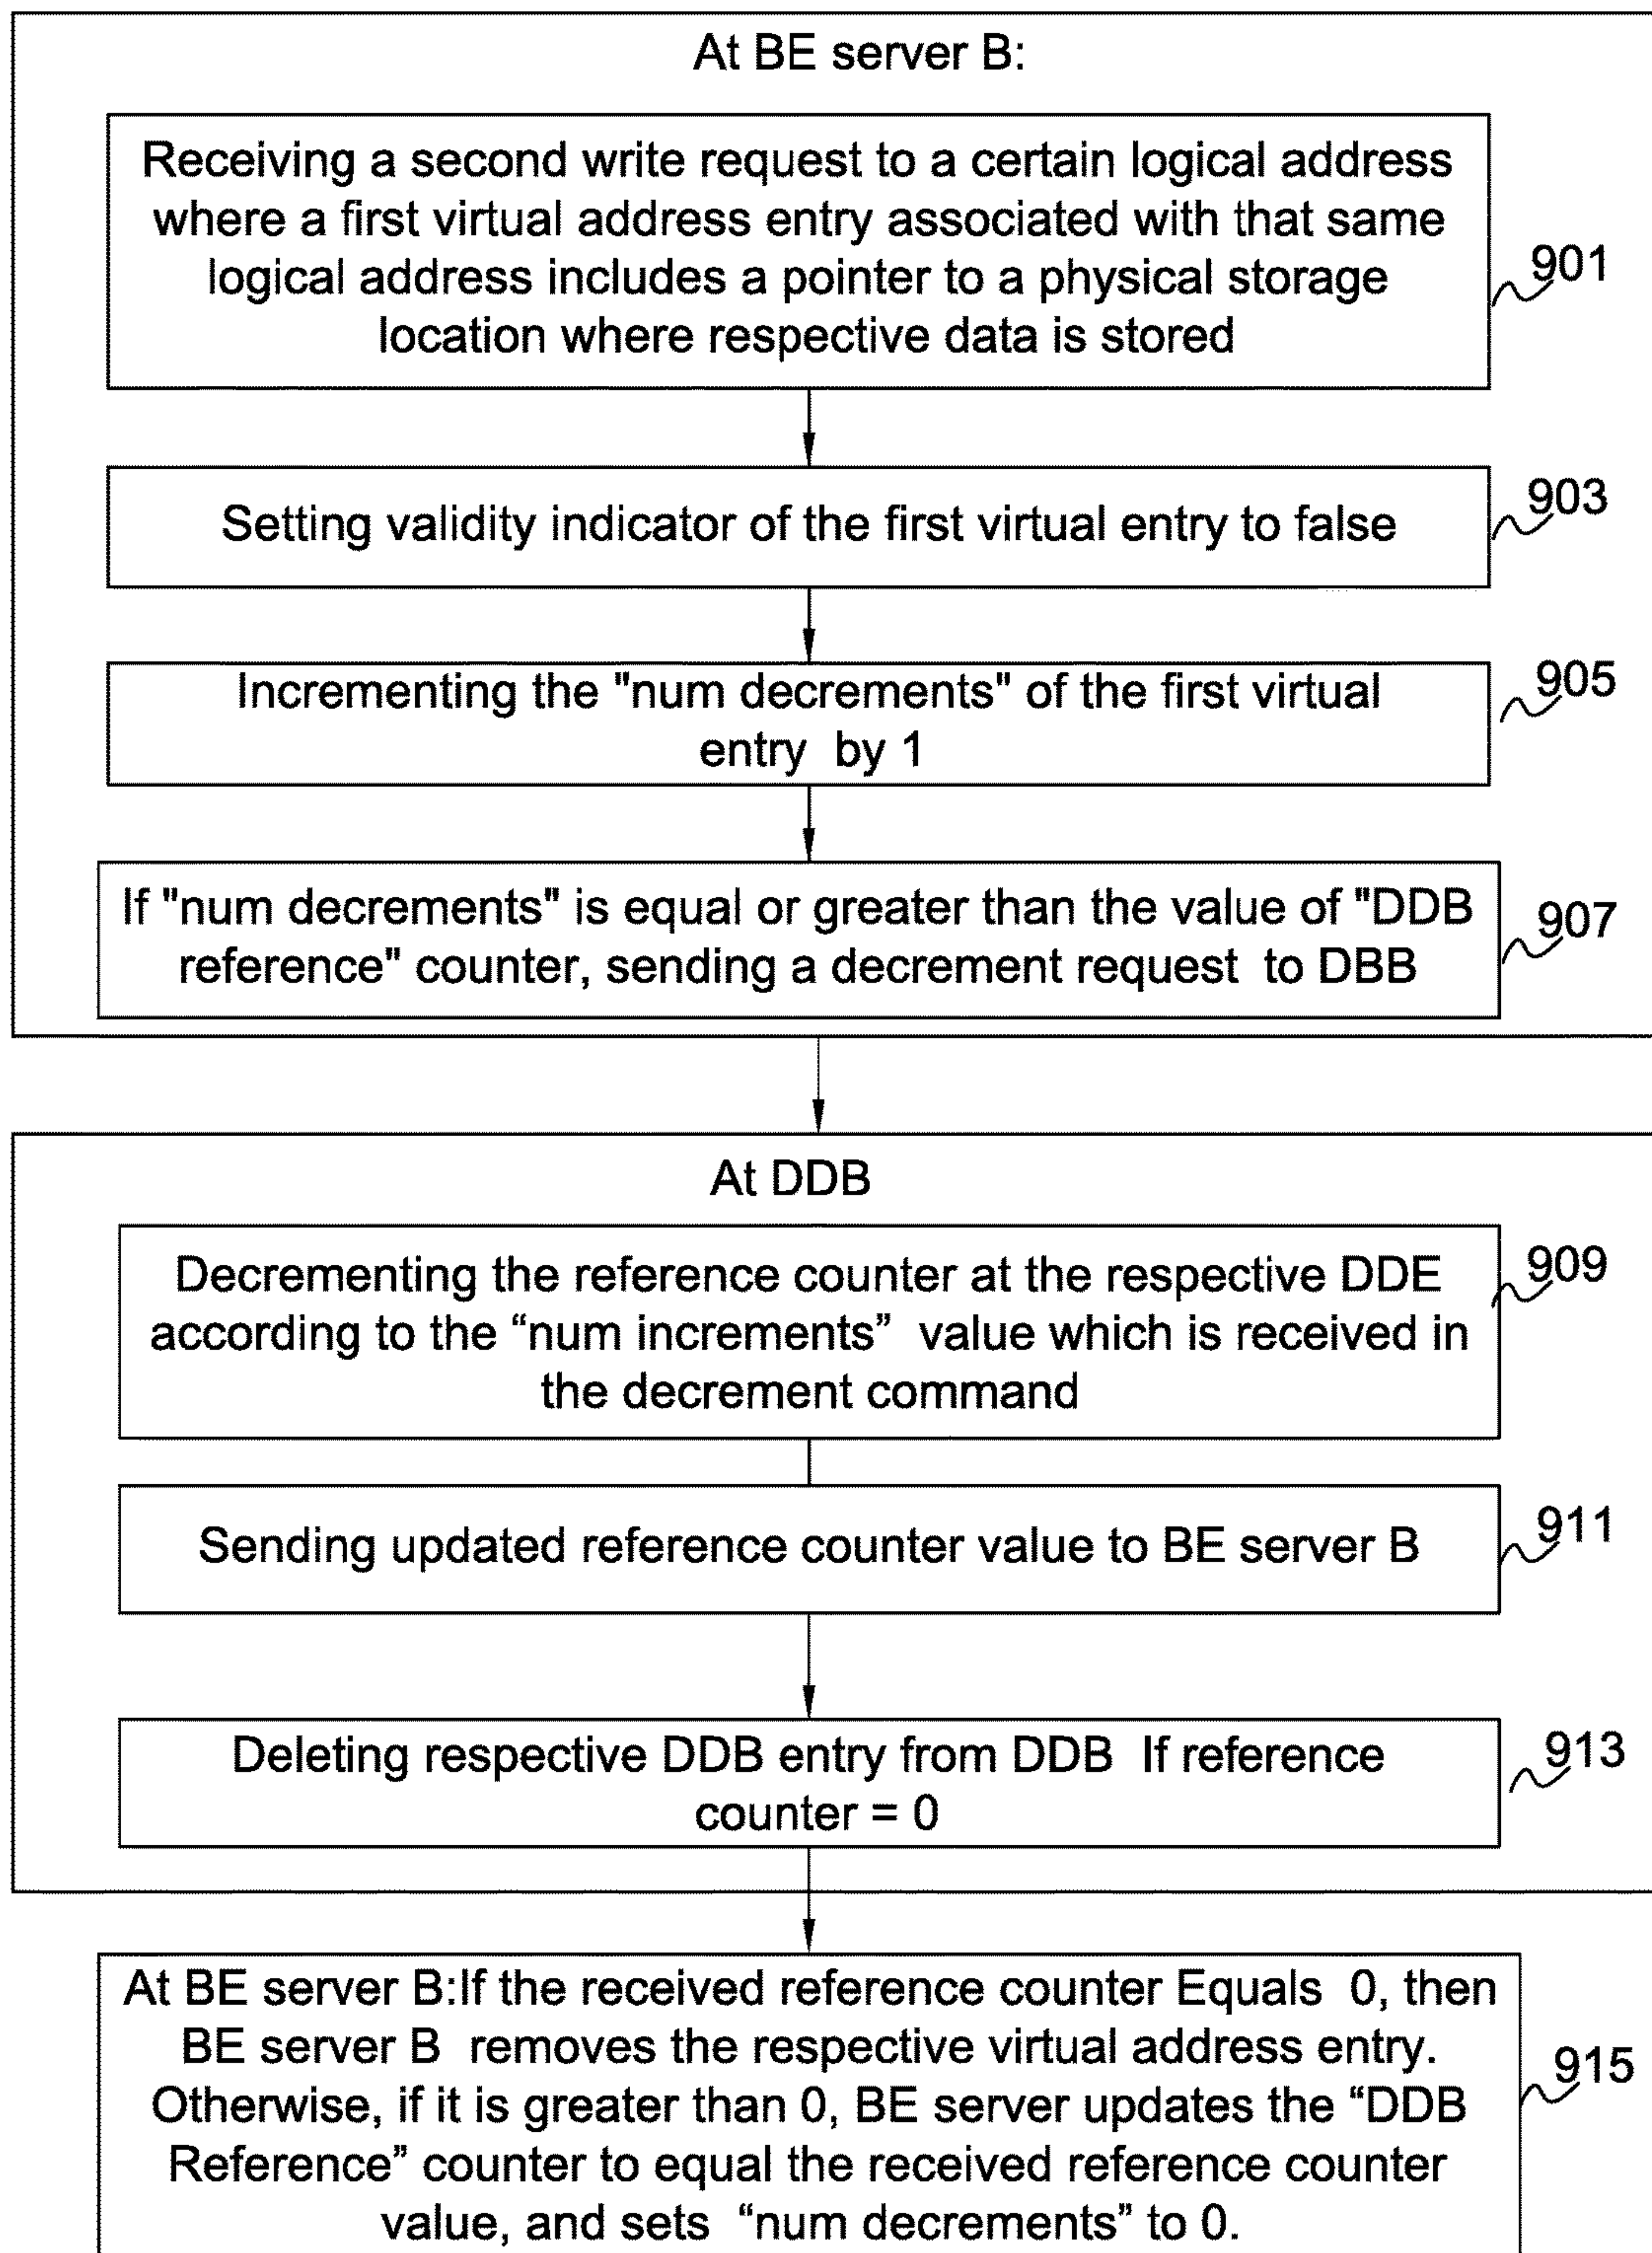 At BE server B:
Receiving a second write request to a certain logical address
where a first virtual address entry associated with that same
logical address includes a pointer to a physical storage
location where respective data is stored
901
Setting validity indicator of the first virtual entry to false
903
Incrementing the "num decrements" of the first virtual
entry by 1
905
If "num decrements" is equal or greater than the value of "DDB
reference" counter, sending a decrement request to DBB
907
At DDB
Decrementing the reference counter at the respective DDE
according to the “num increments” value which is received in
the decrement command
909
Sending updated reference counter value to BE server B
911
Deleting respective DDB entry from DDB If reference
counter = 0
913
At BE server B:If the received reference counter Equals 0, then
BE server B removes the respective virtual address entry.
Otherwise, if it is greater than 0, BE server updates the “DDB
Reference” counter to equal the received reference counter
value, and sets “num decrements” to 0.
915